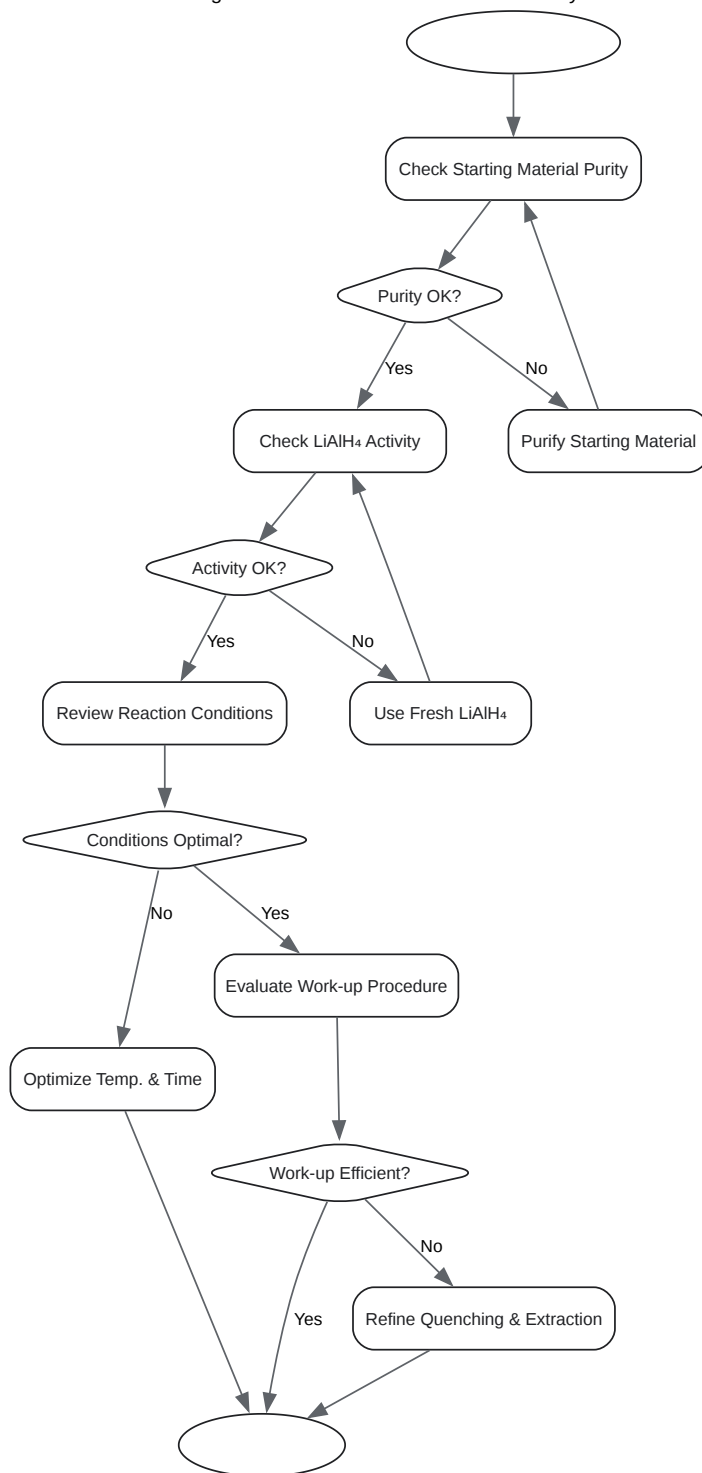 Check Starting Material Purity
Purity OK?
Yes
No
Check LiAlH₄ Activity
Purify Starting Material
Activity OK?
Yes
No
Review Reaction Conditions
Use Fresh LiAlH₄
Conditions Optimal?
No
Yes
Evaluate Work-up Procedure
Optimize Temp. & Time
Work-up Efficient?
No
Yes
Refine Quenching & Extraction